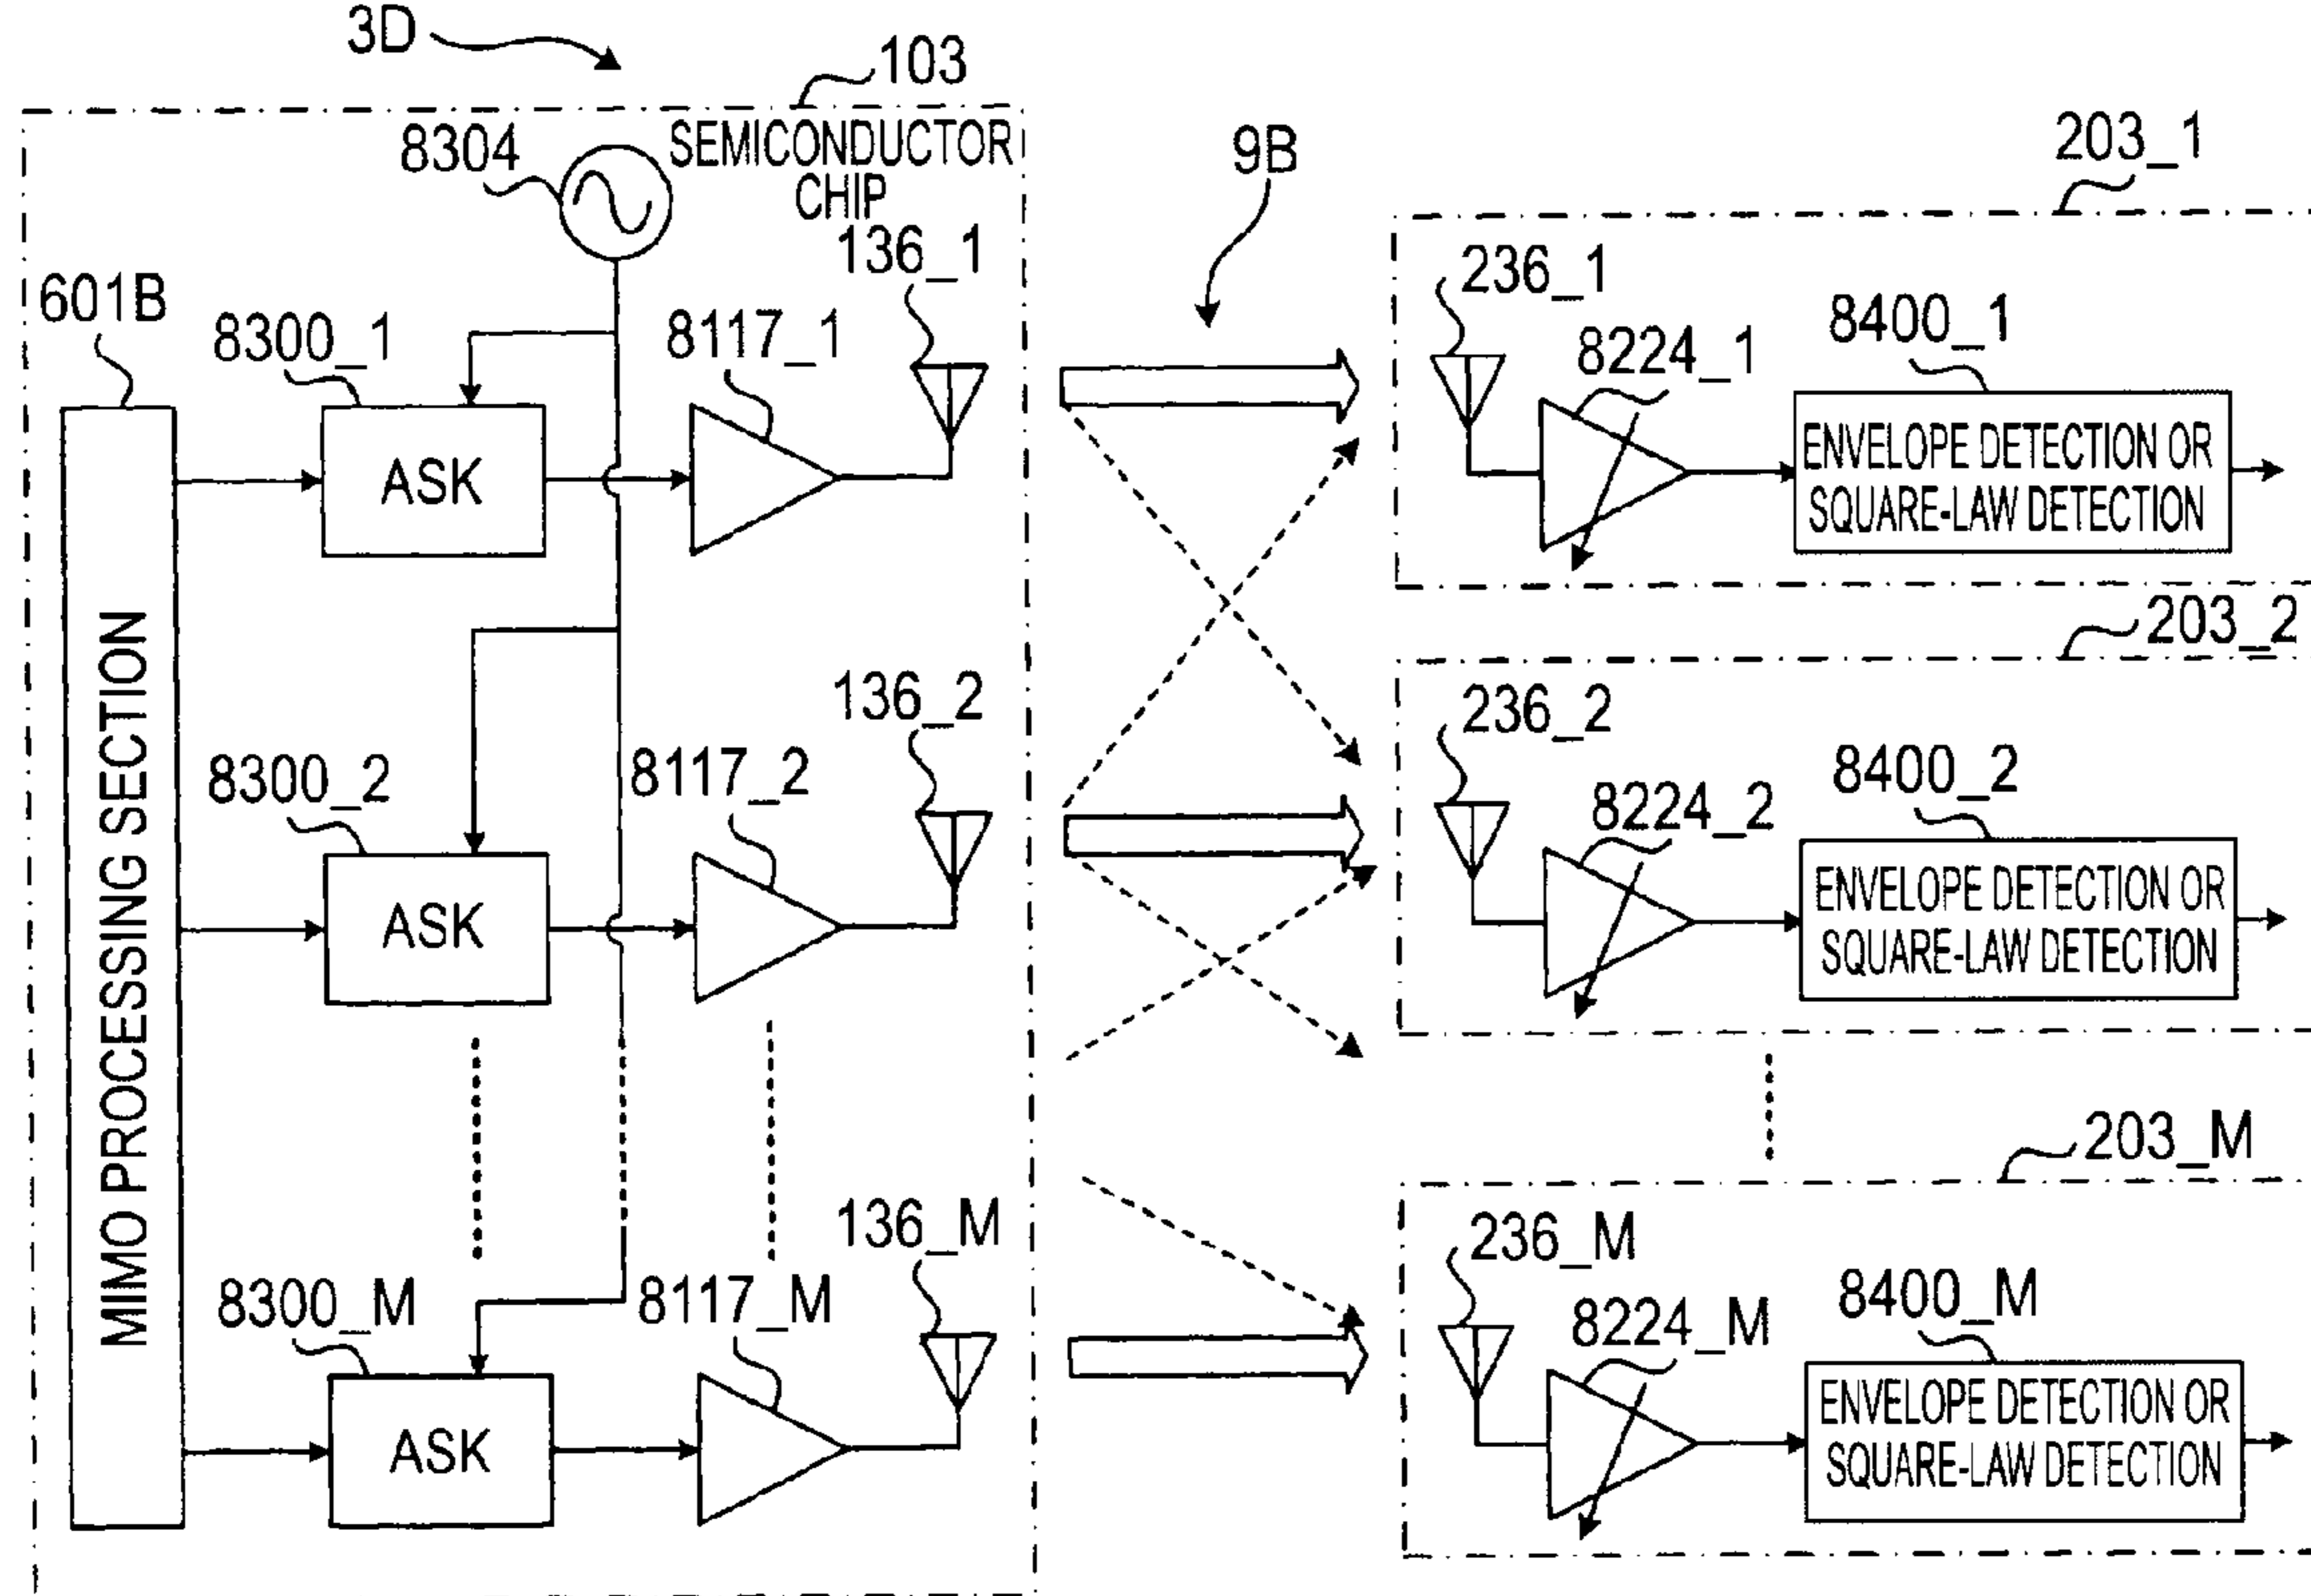 3D
103
8304
SEMICONDUCTOR
CHIP
9B
203_1
136_1
236_1
601B
8300_1
8117_1
8224_1
8400_1
ASK
ENVELOPE DETECTION OR
SQUARE-LAW DETECTION
203_2
MIMO PROCESSING SECTION
136_2
236_2
8300_2
8117_2
8224_2
8400_2
ASK
ENVELOPE DETECTION OR
SQUARE-LAW DETECTION
203_M
136_M
236_M
8300_M
8117_M
8224_M
8400_M
ASK
ENVELOPE DETECTION OR
SQUARE-LAW DETECTION